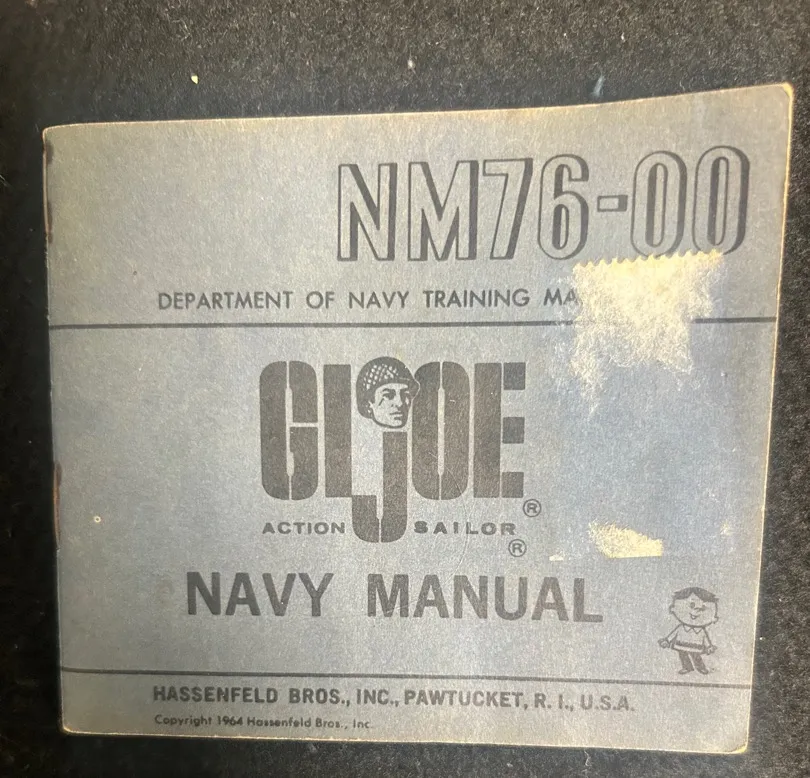 NM76-00
DEPARTMENT OF NAVY TRAINING MA
GI JOE
®
ACTION SAILOR
®
NAVY MANUAL
HASSENFELD BROS., INC., PAWTUCKET, R. I., U.S.A.
Copyright 1964 Hassenfeld Bros., Inc.